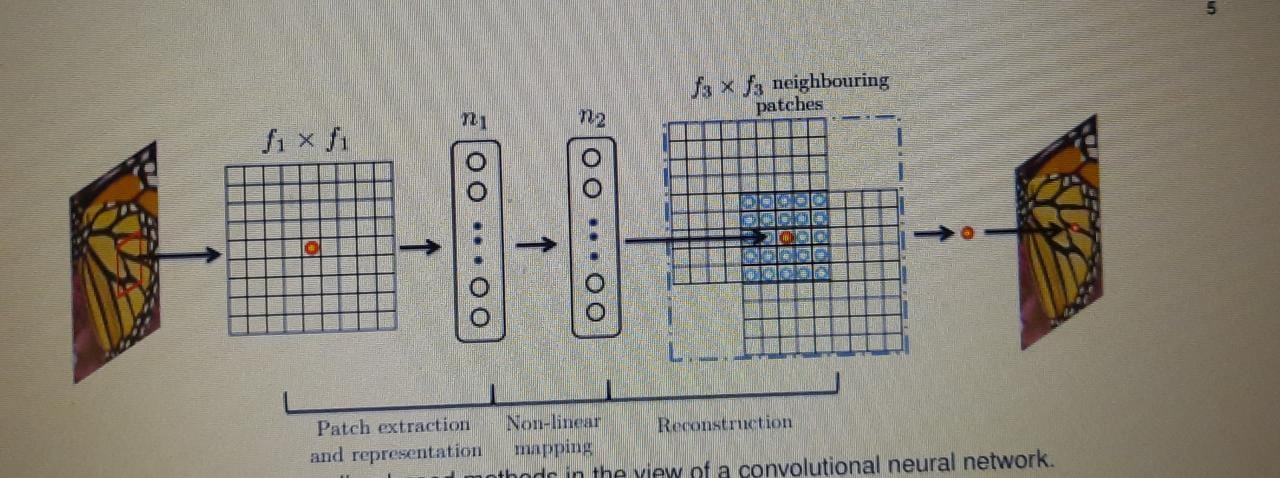 5
f₃ × f₃ neighbouring
patches
f₁ × f₁
n₁
n₂
Patch extraction
and representation
Non-linear
mapping
Reconstruction
methods in the view of a convolutional neural network.